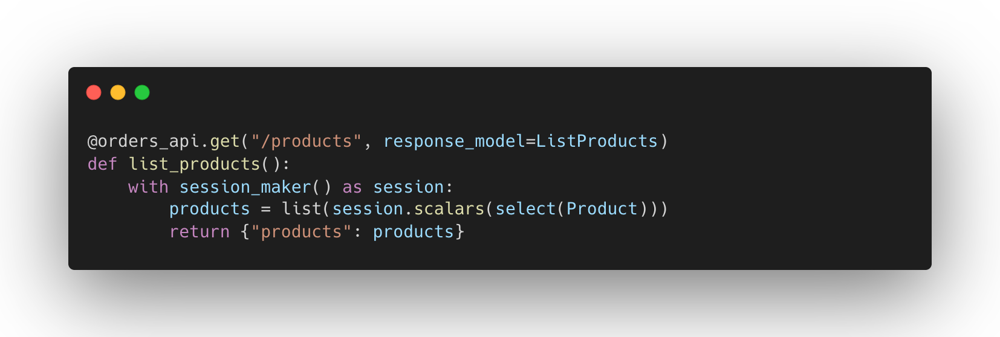 @orders_api.get("/products", response_model=ListProducts)
def list_products():
    with session_maker() as session:
        products = list(session.scalars(select(Product)))
        return {"products": products}